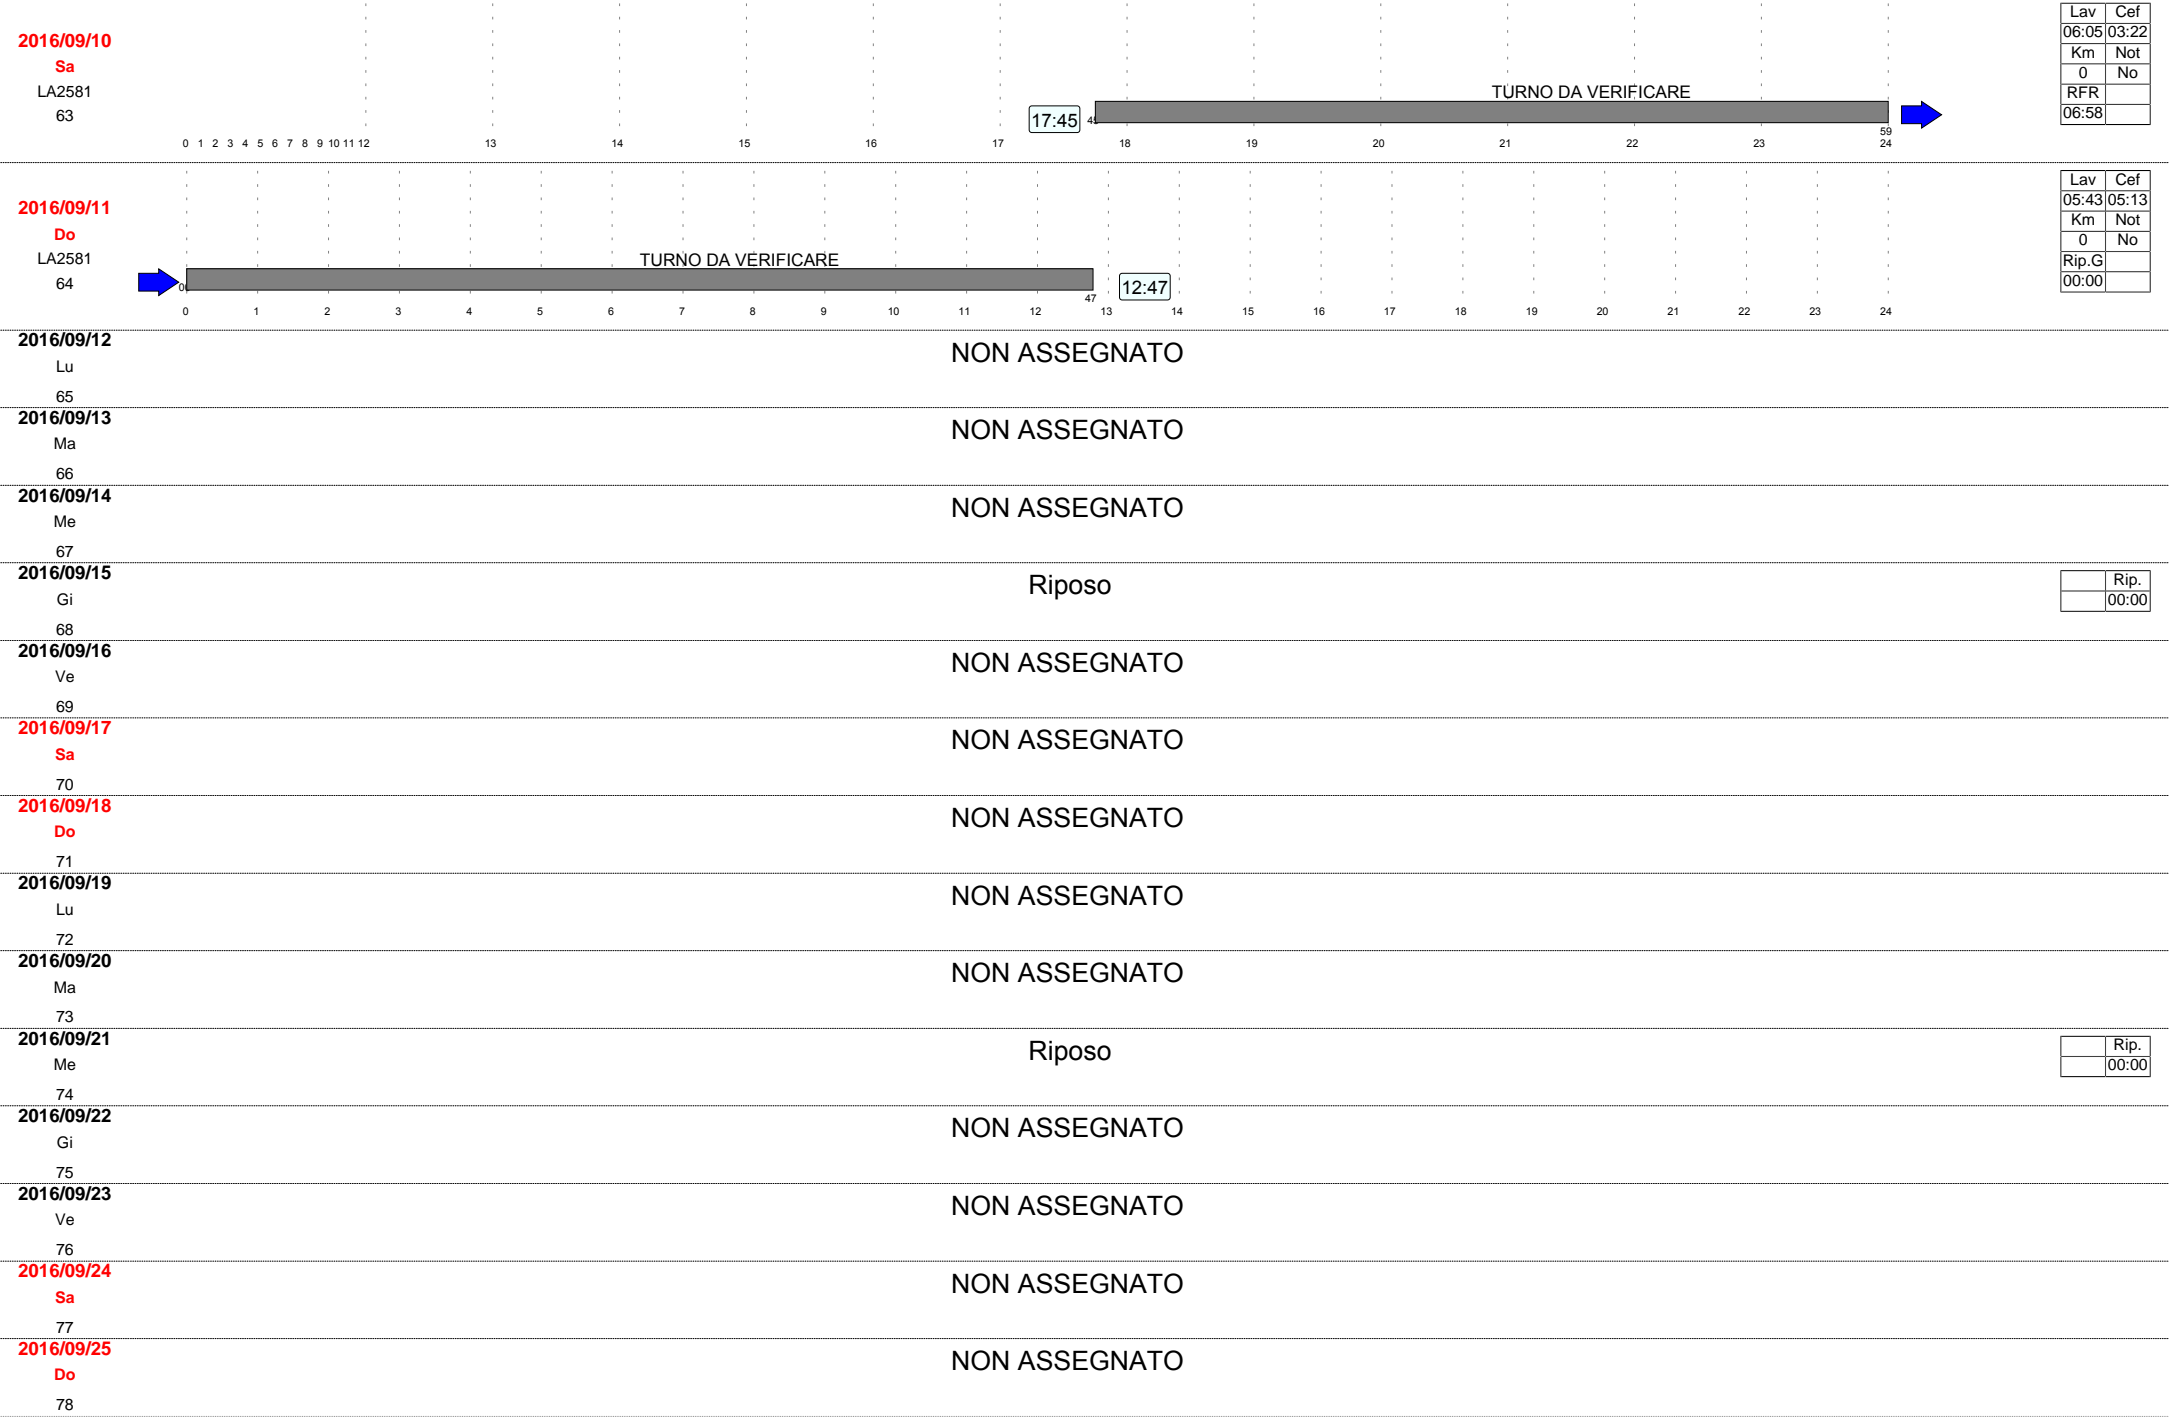 2016/09/10
Sa
LA2581
63
17:45
45
TURNO DA VERIFICARE
59
0 1 2 3 4 5 6 7 8 9 10 11 12 13 14 15 16 17 18 19 20 21 22 23 24
Lav Cef
06:05 03:22
Km Not
0 No
RFR
06:58
2016/09/11
Do
LA2581
64
TURNO DA VERIFICARE
47
12:47
0 1 2 3 4 5 6 7 8 9 10 11 12 13 14 15 16 17 18 19 20 21 22 23 24
Lav Cef
05:43 05:13
Km Not
0 No
Rip.G
00:00
2016/09/12
Lu
65
NON ASSEGNATO
2016/09/13
Ma
66
NON ASSEGNATO
2016/09/14
Me
67
NON ASSEGNATO
2016/09/15
Gi
68
Riposo
Rip.
00:00
2016/09/16
Ve
69
NON ASSEGNATO
2016/09/17
Sa
70
NON ASSEGNATO
2016/09/18
Do
71
NON ASSEGNATO
2016/09/19
Lu
72
NON ASSEGNATO
2016/09/20
Ma
73
NON ASSEGNATO
2016/09/21
Me
74
Riposo
Rip.
00:00
2016/09/22
Gi
75
NON ASSEGNATO
2016/09/23
Ve
76
NON ASSEGNATO
2016/09/24
Sa
77
NON ASSEGNATO
2016/09/25
Do
78
NON ASSEGNATO